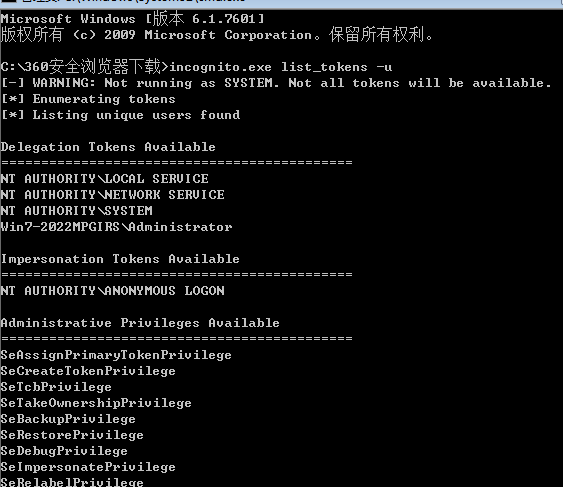 Microsoft Windows [版本 6.1.7601]
版权所有 (c) 2009 Microsoft Corporation。保留所有权利。
C:\360安全浏览器下载>incognito.exe list_tokens -u
[-] WARNING: Not running as SYSTEM. Not all tokens will be available.
[*] Enumerating tokens
[*] Listing unique users found
Delegation Tokens Available
============================================
NT AUTHORITY\LOCAL SERVICE
NT AUTHORITY\NETWORK SERVICE
NT AUTHORITY\SYSTEM
Win7-2022MPGIRS\Administrator
Impersonation Tokens Available
============================================
NT AUTHORITY\ANONYMOUS LOGON
Administrative Privileges Available
============================================
SeAssignPrimaryTokenPrivilege
SeCreateTokenPrivilege
SeTcbPrivilege
SeTakeOwnershipPrivilege
SeBackupPrivilege
SeRestorePrivilege
SeDebugPrivilege
SeImpersonatePrivilege
SeRelabelPrivilege